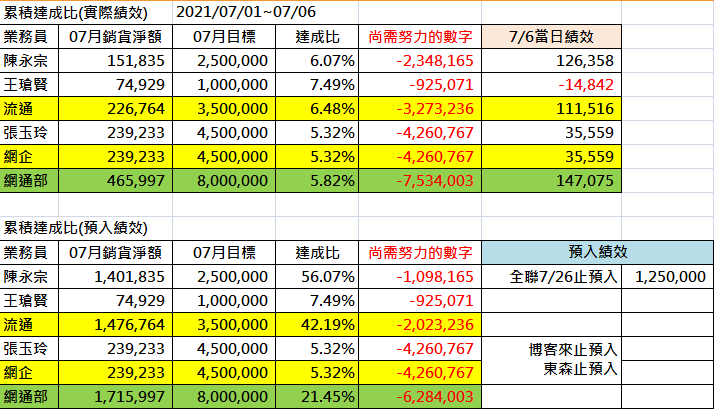 累積達成比(實際績效) 2021/07/01~07/06
業務員 07月銷貨淨額 07月目標 達成比 尚需努力的數字 7/6當日績效
陳永宗 151,835 2,500,000 6.07% -2,348,165 126,358
王瑲賢 74,929 1,000,000 7.49% -925,071 -14,842
流通 226,764 3,500,000 6.48% -3,273,236 111,516
張玉玲 239,233 4,500,000 5.32% -4,260,767 35,559
網企 239,233 4,500,000 5.32% -4,260,767 35,559
網通部 465,997 8,000,000 5.82% -7,534,003 147,075
累積達成比(預入績效)
業務員 07月銷貨淨額 07月目標 達成比 尚需努力的數字 預入績效
陳永宗 1,401,835 2,500,000 56.07% -1,098,165 全聯7/26止預入 1,250,000
王瑲賢 74,929 1,000,000 7.49% -925,071
流通 1,476,764 3,500,000 42.19% -2,023,236
張玉玲 239,233 4,500,000 5.32% -4,260,767 博客來止預入
網企 239,233 4,500,000 5.32% -4,260,767 東森止預入
網通部 1,715,997 8,000,000 21.45% -6,284,003